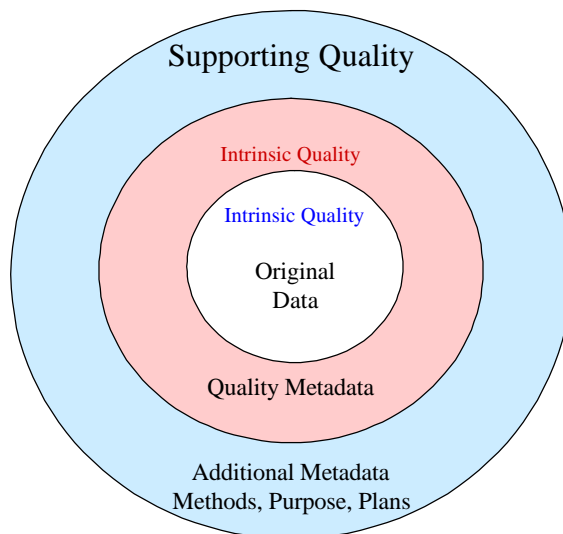 Supporting Quality
Intrinsic Quality
Intrinsic Quality
Original
Data
Quality Metadata
Additional Metadata
Methods, Purpose, Plans